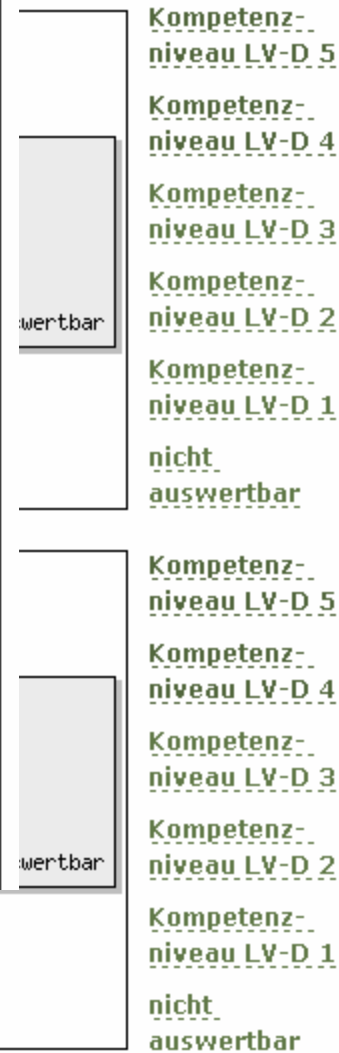 Kompetenz-
niveau LV-D 5
Kompetenz-
niveau LV-D 4
Kompetenz-
niveau LV-D 3
Kompetenz-
niveau LV-D 2
wertbar
Kompetenz-
niveau LV-D 1
nicht
auswertbar
Kompetenz-
niveau LV-D 5
Kompetenz-
niveau LV-D 4
Kompetenz-
niveau LV-D 3
Kompetenz-
niveau LV-D 2
wertbar
Kompetenz-
niveau LV-D 1
nicht
auswertbar